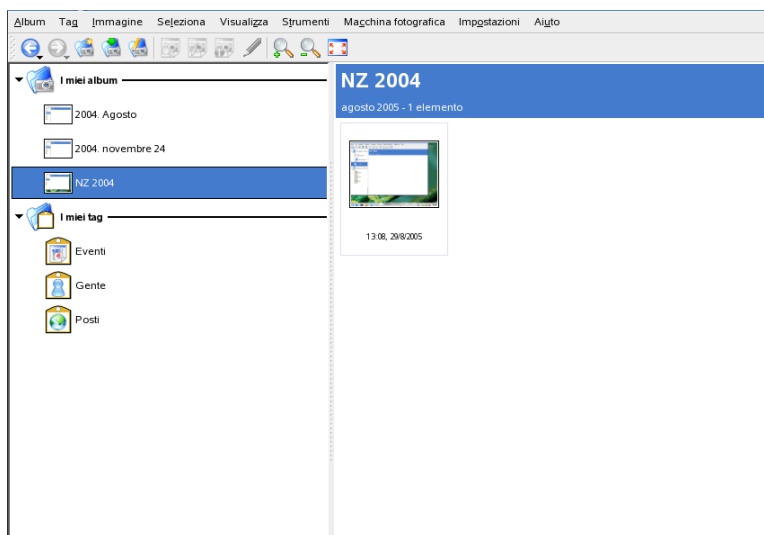 Album Tag Immagine Seleziona Visualizza Strumenti Macchina fotografica Impostazioni Aiuto
I miei album
2004. Agosto
2004. novembre 24
NZ 2004
I miei tag
Eventi
Gente
Posti
NZ 2004
agosto 2005 - 1 elemento
13:08, 29/8/2005